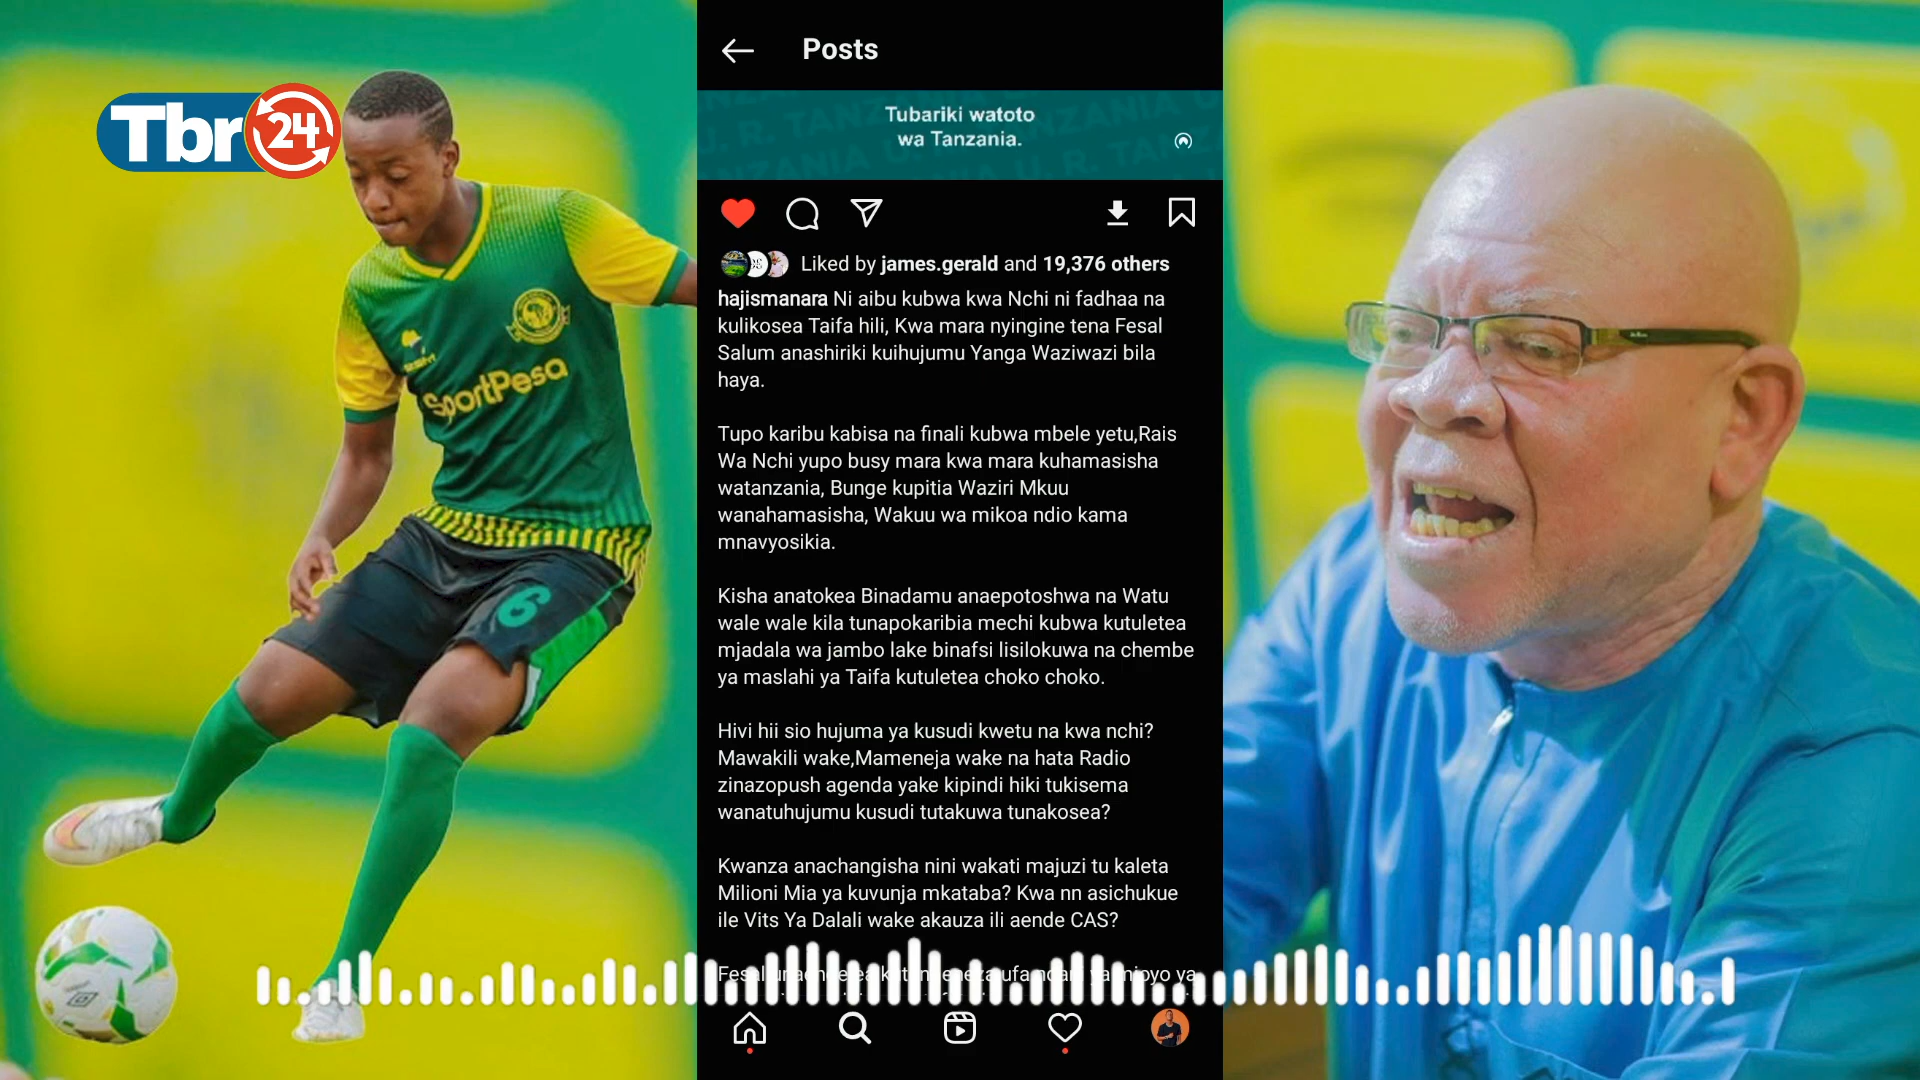 Tbr 24
SportPesa
6
Posts
Tubariki watoto
wa Tanzania.
Liked by james.gerald and 19,376 others
hajismanara Ni aibu kubwa kwa Nchi ni fadhaa na
kulikosea Taifa hili, Kwa mara nyingine tena Fesal
Salum anashiriki kuihujumu Yanga Waziwazi bila
haya.
Tupo karibu kabisa na finali kubwa mbele yetu,Rais
Wa Nchi yupo busy mara kwa mara kuhamasisha
watanzania, Bunge kupitia Waziri Mkuu
wanahamasisha, Wakuu wa mikoa ndio kama
mnavyosikia.
Kisha anatokea Binadamu anaepotoshwa na Watu
wale wale kila tunapokaribia mechi kubwa kutuletea
mjadala wa jambo lake binafsi lisilokuwa na chembe
ya maslahi ya Taifa kutuletea choko choko.
Hivi hii sio hujuma ya kusudi kwetu na kwa nchi?
Mawakili wake,Mameneja wake na hata Radio
zinazopush agenda yake kipindi hiki tukisema
wanatuhujumu kusudi tutakuwa tunakosea?
Kwanza anachangisha nini wakati majuzi tu kaleta
Milioni Mia ya kuvunja mkataba? Kwa nn asichukue
ile Vits Ya Dalali wake akauza ili aende CAS?
Fesal ya